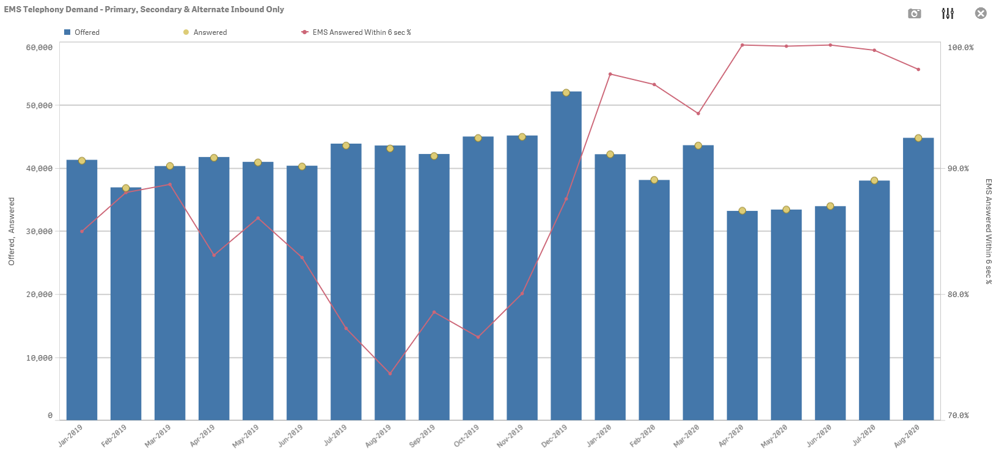 EMS Telephony Demand - Primary, Secondary & Alternate Inbound Only
Offered
Answered
EMS Answered Within 6 sec %
60,000
50,000
40,000
30,000
20,000
10,000
0
Offered, Answered
100.0%
90.0%
80.0%
70.0%
EMS Answered Within 6 sec %
Jan-2019
Feb-2019
Mar-2019
Apr-2019
May-2019
Jun-2019
Jul-2019
Aug-2019
Sep-2019
Oct-2019
Nov-2019
Dec-2019
Jan-2020
Feb-2020
Mar-2020
Apr-2020
May-2020
Jun-2020
Jul-2020
Aug-2020